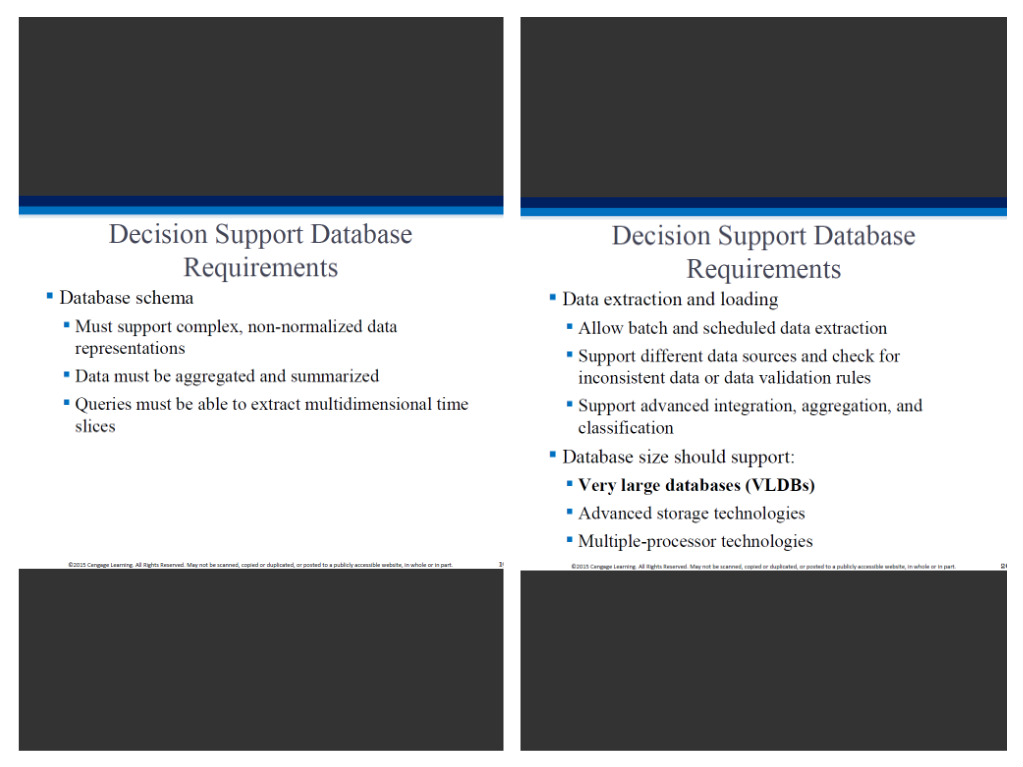 Decision Support Database
Requirements
Database schema
Must support complex, non-normalized data
representations
Data must be aggregated and summarized
Queries must be able to extract multidimensional time
slices
©2015 Cengage Learning. All Rights Reserved. May not be scanned, copied or duplicated, or posted to a publicly accessible website, in whole or in part.
Decision Support Database
Requirements
Data extraction and loading
Allow batch and scheduled data extraction
Support different data sources and check for
inconsistent data or data validation rules
Support advanced integration, aggregation, and
classification
Database size should support:
Very large databases (VLDBs)
Advanced storage technologies
Multiple-processor technologies
©2015 Cengage Learning. All Rights Reserved. May not be scanned, copied or duplicated, or posted to a publicly accessible website, in whole or in part.